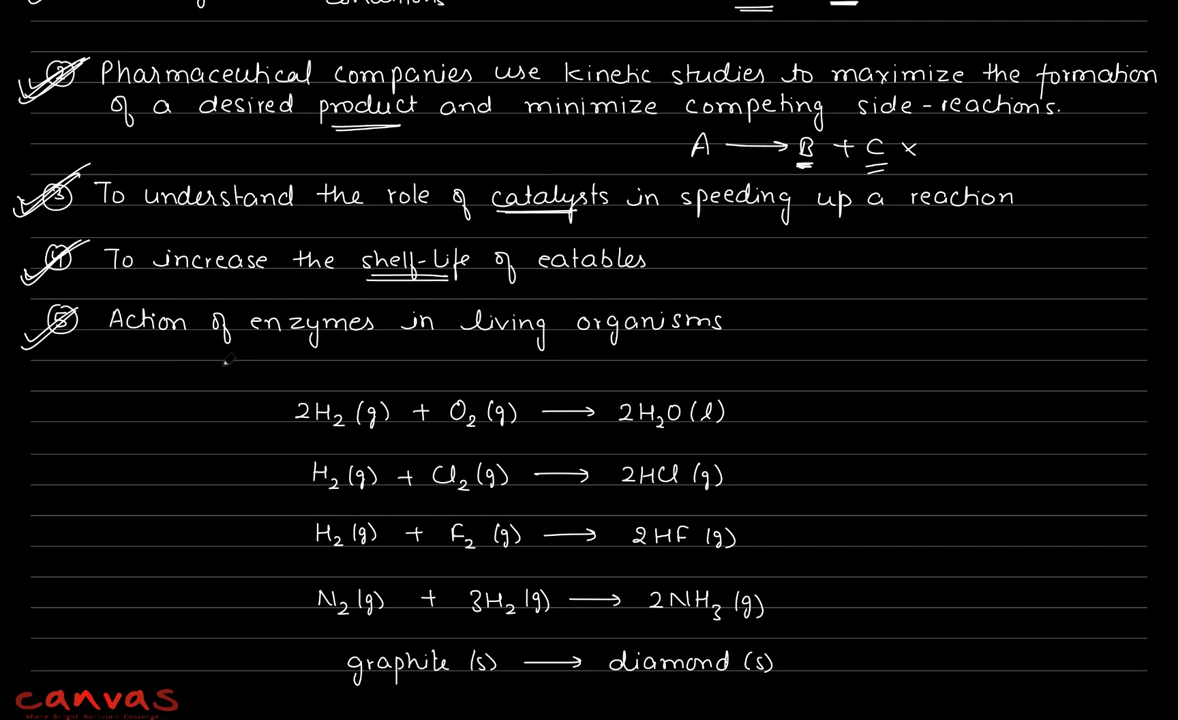 conditions
② Pharmaceutical companies use kinetic studies to maximize the formation
of a desired product and minimize competing side-reactions.
A ⟶ B + C ×
③ To understand the role of catalysts in speeding up a reaction
④ To increase the shelf-life of eatables
⑤ Action of enzymes in living organisms
2H₂ (g) + O₂ (g) ⟶ 2H₂O (l)
H₂ (g) + Cl₂ (g) ⟶ 2HCl (g)
H₂ (g) + F₂ (g) ⟶ 2HF (g)
N₂ (g) + 3H₂ (g) ⟶ 2NH₃ (g)
graphite (s) ⟶ diamond (s)
canvas